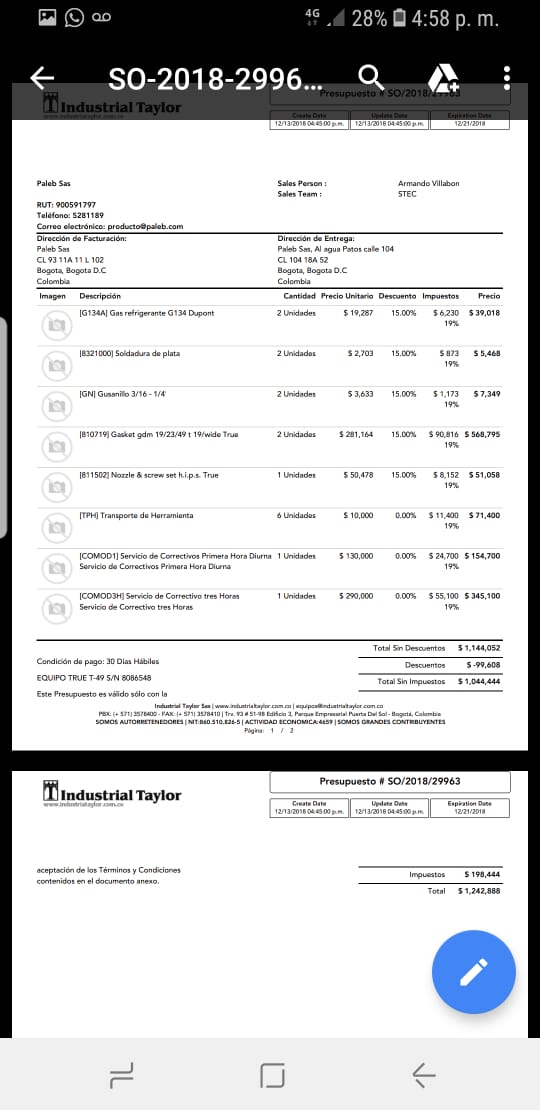 4G 28% 4:58 p. m.
SO-2018-2996...
Industrial Taylor
www.industrialtaylor.com.co
Presupuesto # SO/2018/29963
Create Date Update Date Expiration Date
12/13/2018 04:45:00 p.m. 12/13/2018 04:45:00 p.m. 12/21/2018
Paleb Sas
Sales Person : Armando Villabon
Sales Team : STEC
RUT: 900591797
Teléfono: 5281189
Correo electrónico: producto@paleb.com
Dirección de Facturación: Dirección de Entrega:
Paleb Sas Paleb Sas, Al agua Patos calle 104
CL 93 11A 11 L 102 CL 104 18A 52
Bogota, Bogota D.C Bogota, Bogota D.C
Colombia Colombia
Imagen Descripción Cantidad Precio Unitario Descuento Impuestos Precio
[G134A] Gas refrigerante G134 Dupont 2 Unidades $ 19,287 15.00% $ 6,230 $ 39,018
19%
[8321000] Soldadura de plata 2 Unidades $ 2,703 15.00% $ 873 $ 5,468
19%
[GN] Gusanillo 3/16 - 1/4' 2 Unidades $ 3,633 15.00% $ 1,173 $ 7,349
19%
[810719] Gasket gdm 19/23/49 t 19/wide True 2 Unidades $ 281,164 15.00% $ 90,816 $ 568,795
19%
[811502] Nozzle & screw set h.i.p.s. True 1 Unidades $ 50,478 15.00% $ 8,152 $ 51,058
19%
[TPH] Transporte de Herramienta 6 Unidades $ 10,000 0.00% $ 11,400 $ 71,400
19%
[COMOD1] Servicio de Correctivos Primera Hora Diurna 1 Unidades $ 130,000 0.00% $ 24,700 $ 154,700
Servicio de Correctivos Primera Hora Diurna 19%
[COMOD3H] Servicio de Correctivo tres Horas 1 Unidades $ 290,000 0.00% $ 55,100 $ 345,100
Servicio de Correctivo tres Horas 19%
Total Sin Descuentos $ 1,144,052
Condición de pago: 30 Dias Hábiles
Descuentos $ -99,608
EQUIPO TRUE T-49 S/N 8086548
Total Sin Impuestos $ 1,044,444
Este Presupuesto es válido sólo con la
Industrial Taylor Sas | www.industrialtaylor.com.co | equipos@industrialtaylor.com.co
PBX: (+ 571) 3578400 - FAX: (+ 571) 3578410 | Trv. 93 # 51-98 Edificio 3, Parque Empresarial Puerta Del Sol - Bogotá, Colombia
SOMOS AUTORRETENEDORES | NIT:860.510.826-5 | ACTIVIDAD ECONOMICA:4659 | SOMOS GRANDES CONTRIBUYENTES
Página: 1 / 2
Industrial Taylor
www.industrialtaylor.com.co
Presupuesto # SO/2018/29963
Create Date Update Date Expiration Date
12/13/2018 04:45:00 p.m. 12/13/2018 04:45:00 p.m. 12/21/2018
aceptación de los Términos y Condiciones
contenidos en el documento anexo.
Impuestos $ 198,444
Total $ 1,242,888